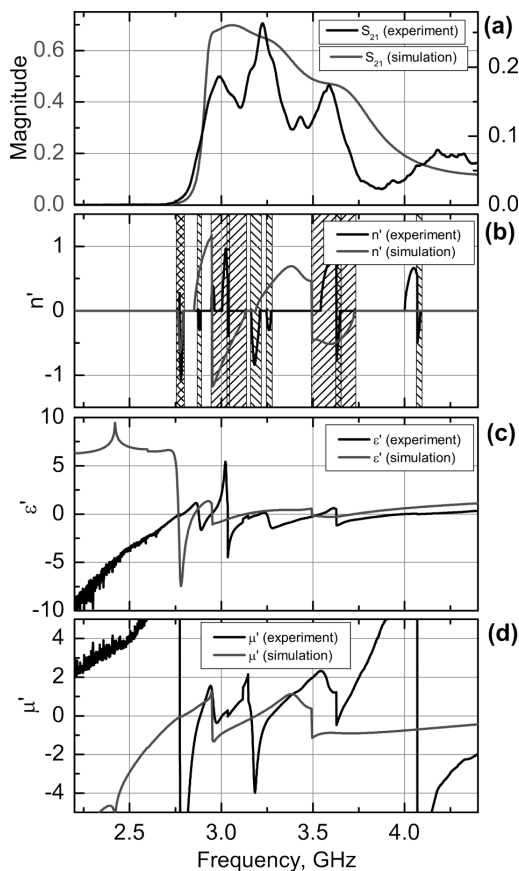 (a)
S21 (experiment)
S21 (simulation)
Magnitude
0.6
0.4
0.2
0.0
0.2
0.1
0.0
(b)
n' (experiment)
n' (simulation)
n'
1
0
-1
(c)
ε' (experiment)
ε' (simulation)
ε'
10
5
0
-5
-10
(d)
μ' (experiment)
μ' (simulation)
μ'
4
2
0
-2
-4
2.5 3.0 3.5 4.0
Frequency, GHz